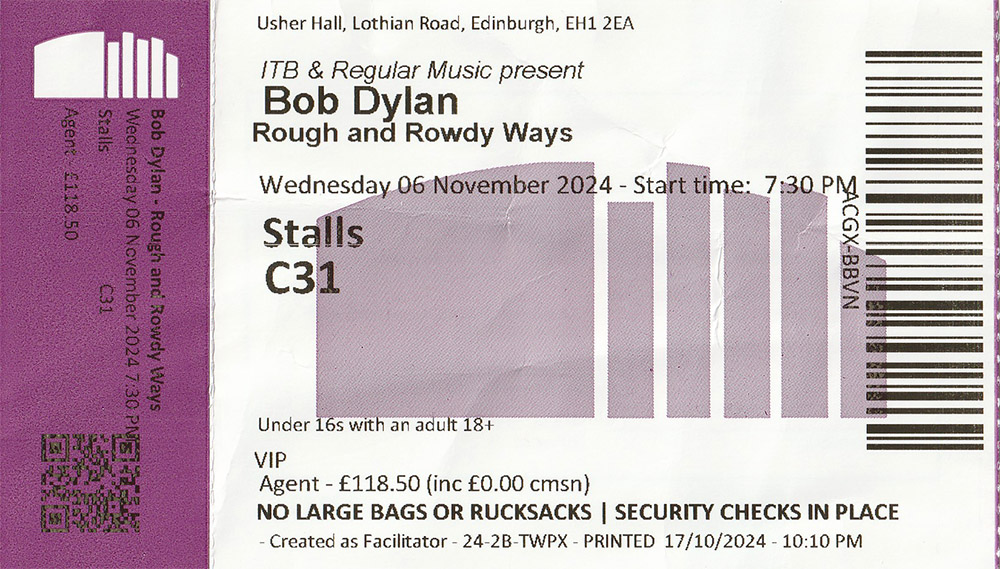 Usher Hall, Lothian Road, Edinburgh, EH1 2EA
ITB & Regular Music present
Bob Dylan
Rough and Rowdy Ways
Wednesday 06 November 2024 - Start time: 7:30 PM
Stalls
C31
ACGX-BBVN
Under 16s with an adult 18+
VIP
Agent - £118.50 (inc £0.00 cmsn)
NO LARGE BAGS OR RUCKSACKS | SECURITY CHECKS IN PLACE
- Created as Facilitator - 24-2B-TWPX - PRINTED 17/10/2024 - 10:10 PM
Bob Dylan - Rough and Rowdy Ways
Wednesday 06 November 2024 7:30 PM
Stalls C31
Agent - £118.50